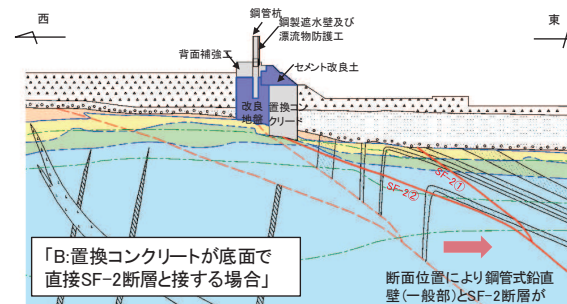 西
東
鋼管杭
鋼製遮水壁及び
漂流物防護工
背面補強工
セメント改良土
改良
地盤
置換コン
クリート
SF-2①
SF-2②
「B:置換コンクリートが底面で
直接SF-2断層と接する場合」
断面位置により鋼管式鉛直
壁(一般部)とSF-2断層が